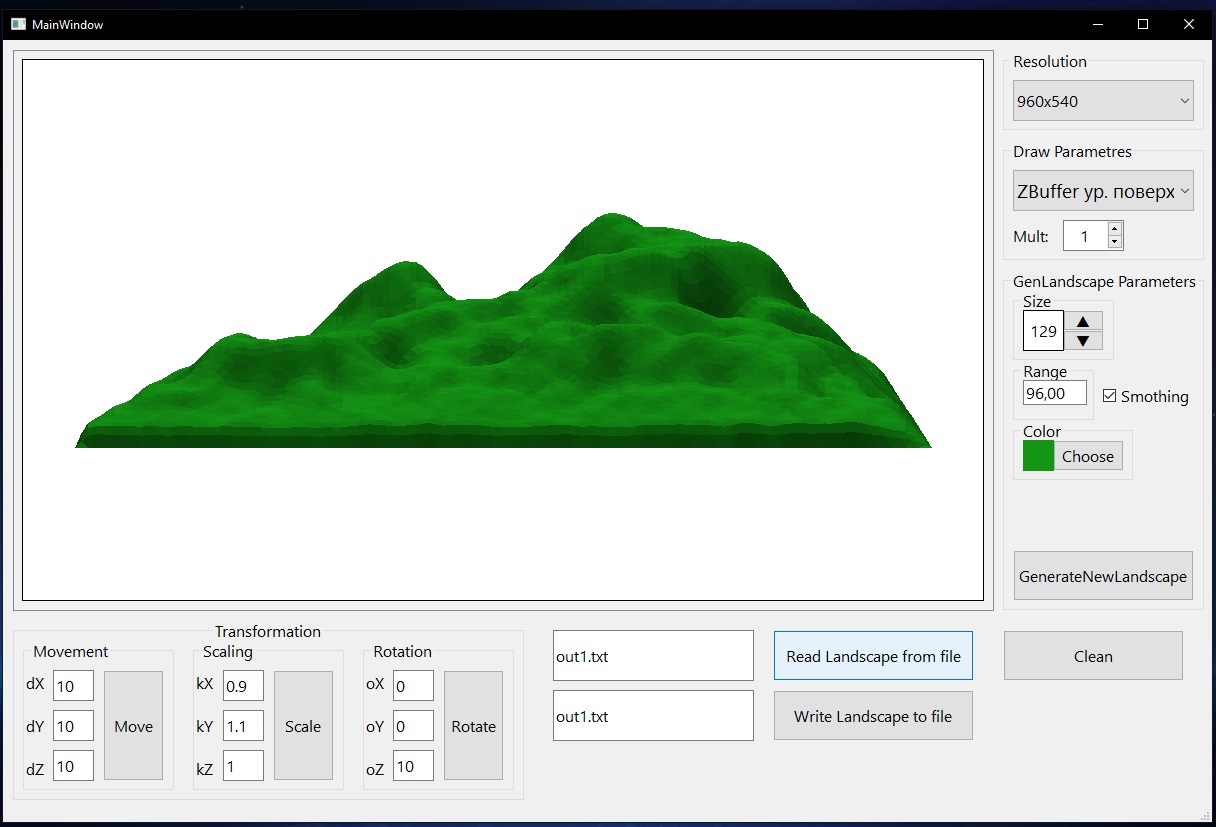 MainWindow
Resolution
960x540
Draw Parametres
ZBuffer ур. поверх
Mult: 1
GenLandscape Parameters
Size
129
Range
96,00
Smothing
Color
Choose
GenerateNewLandscape
Transformation
Movement
dX 10
dY 10
dZ 10
Move
Scaling
kX 0.9
kY 1.1
kZ 1
Scale
Rotation
oX 0
oY 0
oZ 10
Rotate
out1.txt
Read Landscape from file
out1.txt
Write Landscape to file
Clean